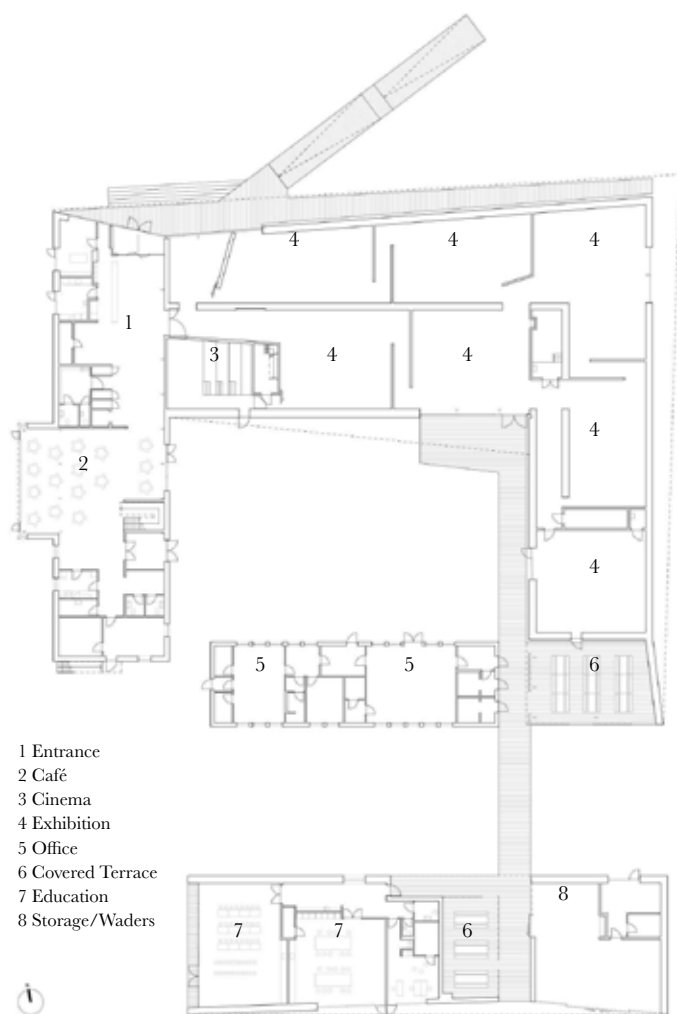 4 4 4
1
3 4 4
4
2
4
5 5 6
1 Entrance
2 Café
3 Cinema
4 Exhibition
5 Office
6 Covered Terrace
7 Education
8 Storage/Waders
8
7 7 6